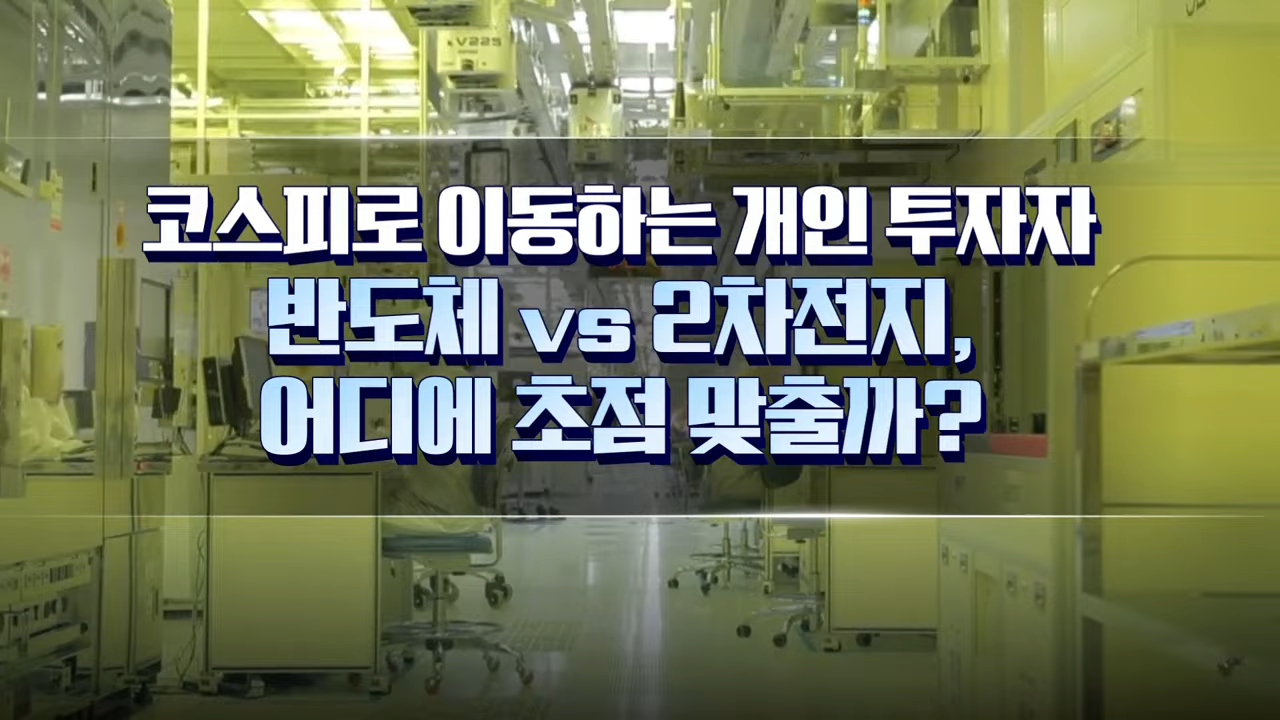 V225
코스피로 이동하는 개인 투자자
반도체 vs 2차전지,
어디에 초점 맞출까?